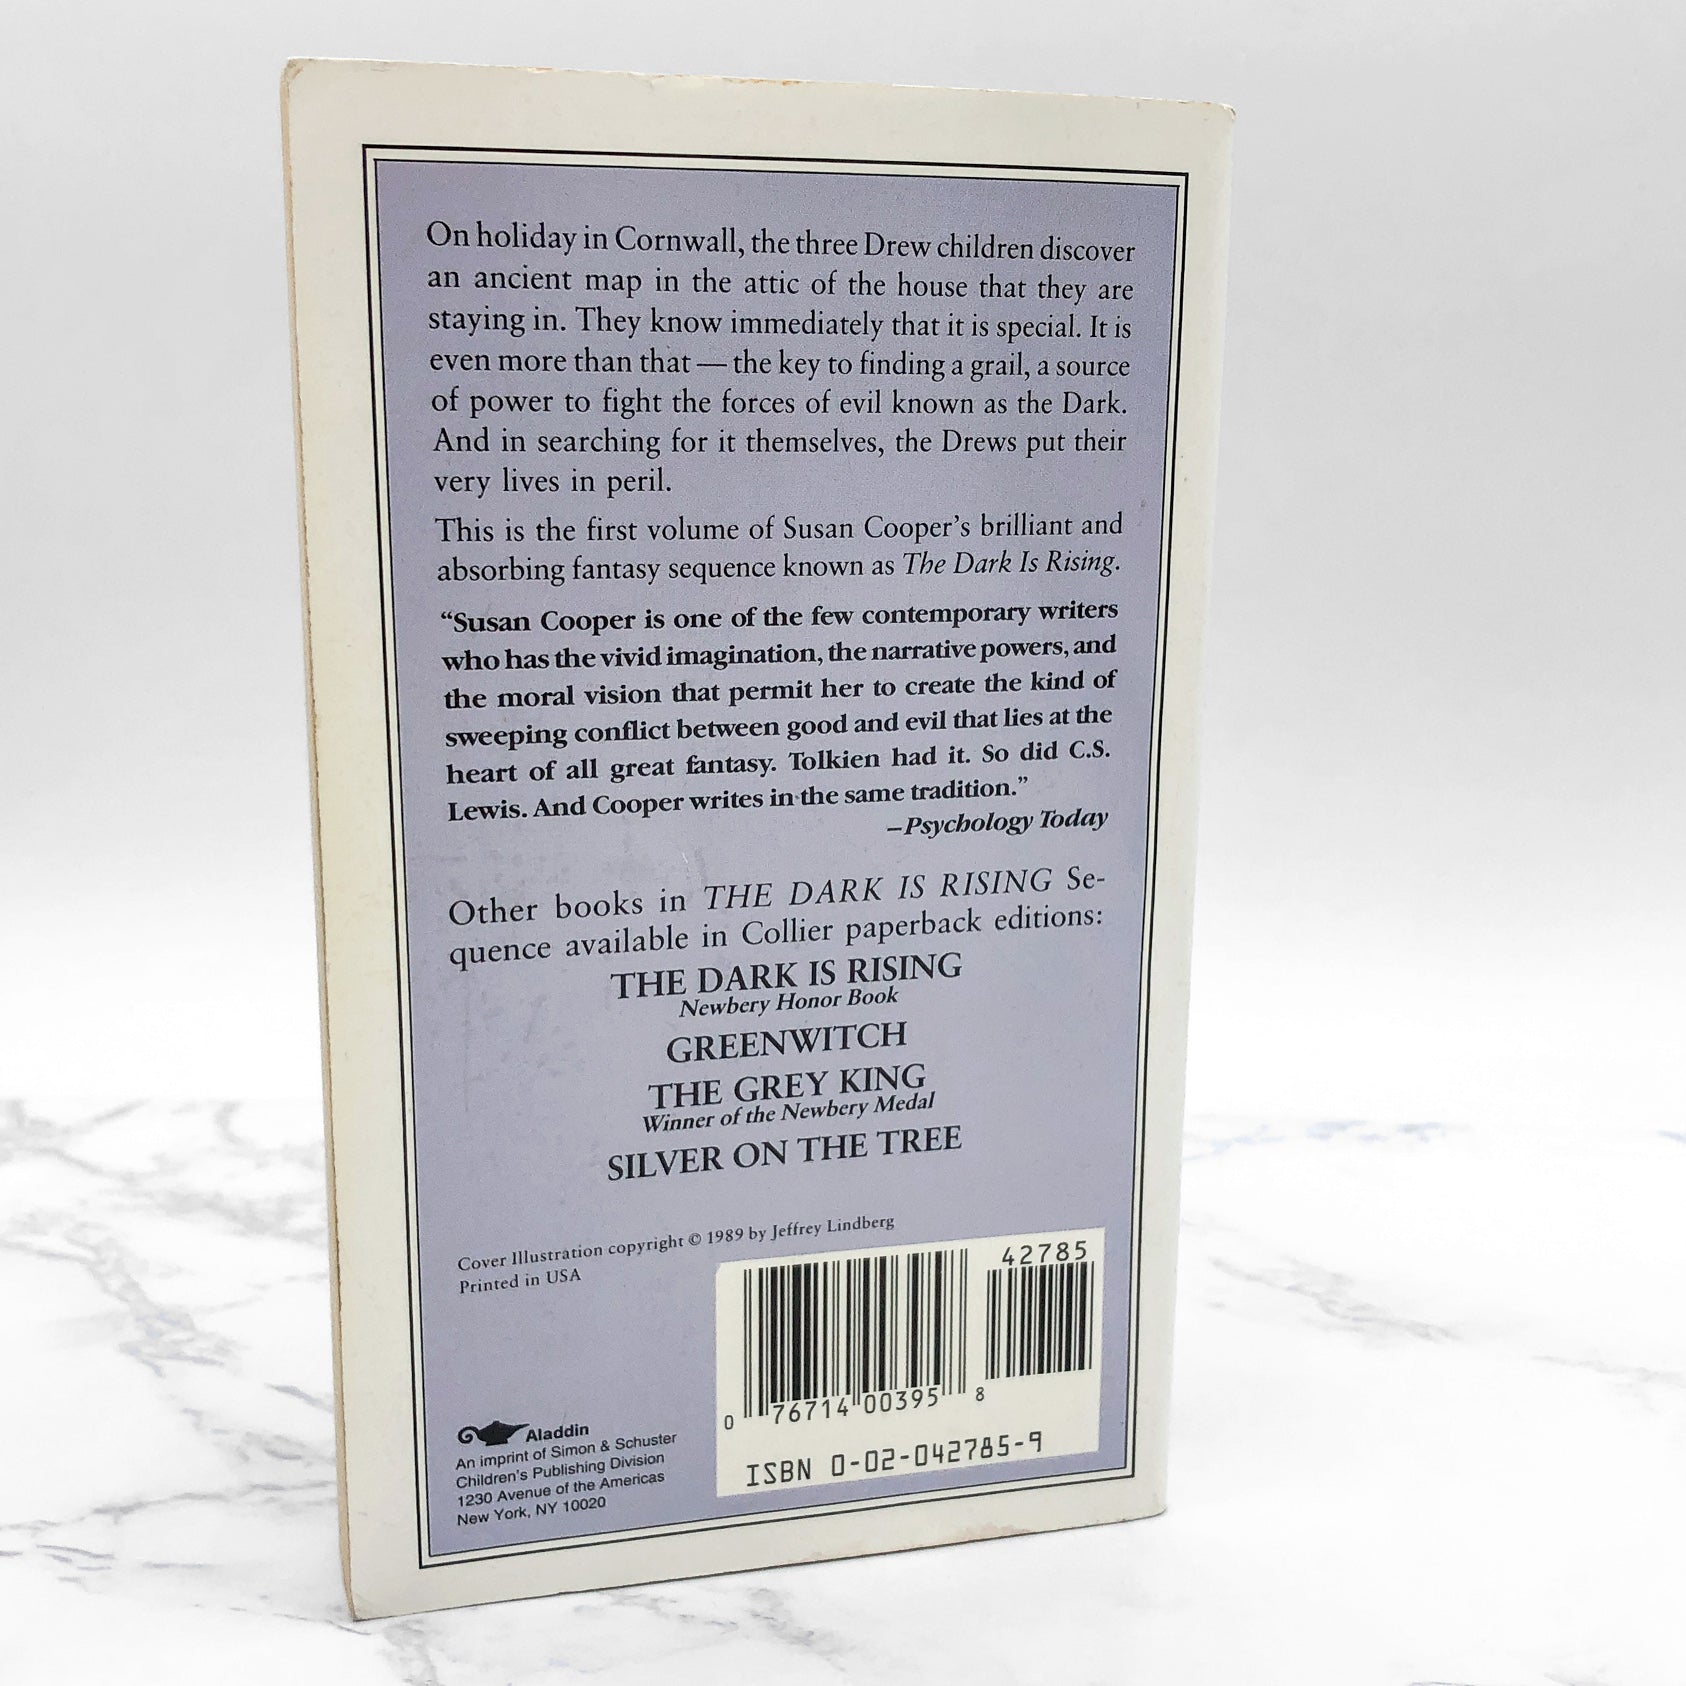 On holiday in Cornwall, the three Drew children discover
an ancient map in the attic of the house that they are
staying in. They know immediately that it is special. It is
even more than that — the key to finding a grail, a source
of power to fight the forces of evil known as the Dark.
And in searching for it themselves, the Drews put their
very lives in peril.
This is the first volume of Susan Cooper's brilliant and
absorbing fantasy sequence known as The Dark Is Rising.
“Susan Cooper is one of the few contemporary writers
who has the vivid imagination, the narrative powers, and
the moral vision that permit her to create the kind of
sweeping conflict between good and evil that lies at the
heart of all great fantasy. Tolkien had it. So did C.S.
Lewis. And Cooper writes in the same tradition.”
–Psychology Today
Other books in THE DARK IS RISING Se-
quence available in Collier paperback editions:
THE DARK IS RISING
Newbery Honor Book
GREENWITCH
THE GREY KING
Winner of the Newbery Medal
SILVER ON THE TREE
Cover Illustration copyright © 1989 by Jeffrey Lindberg
Printed in USA
42785
0 76714 00395 8
ISBN 0-02-042785-9
Aladdin
An imprint of Simon & Schuster
Children's Publishing Division
1230 Avenue of the Americas
New York, NY 10020